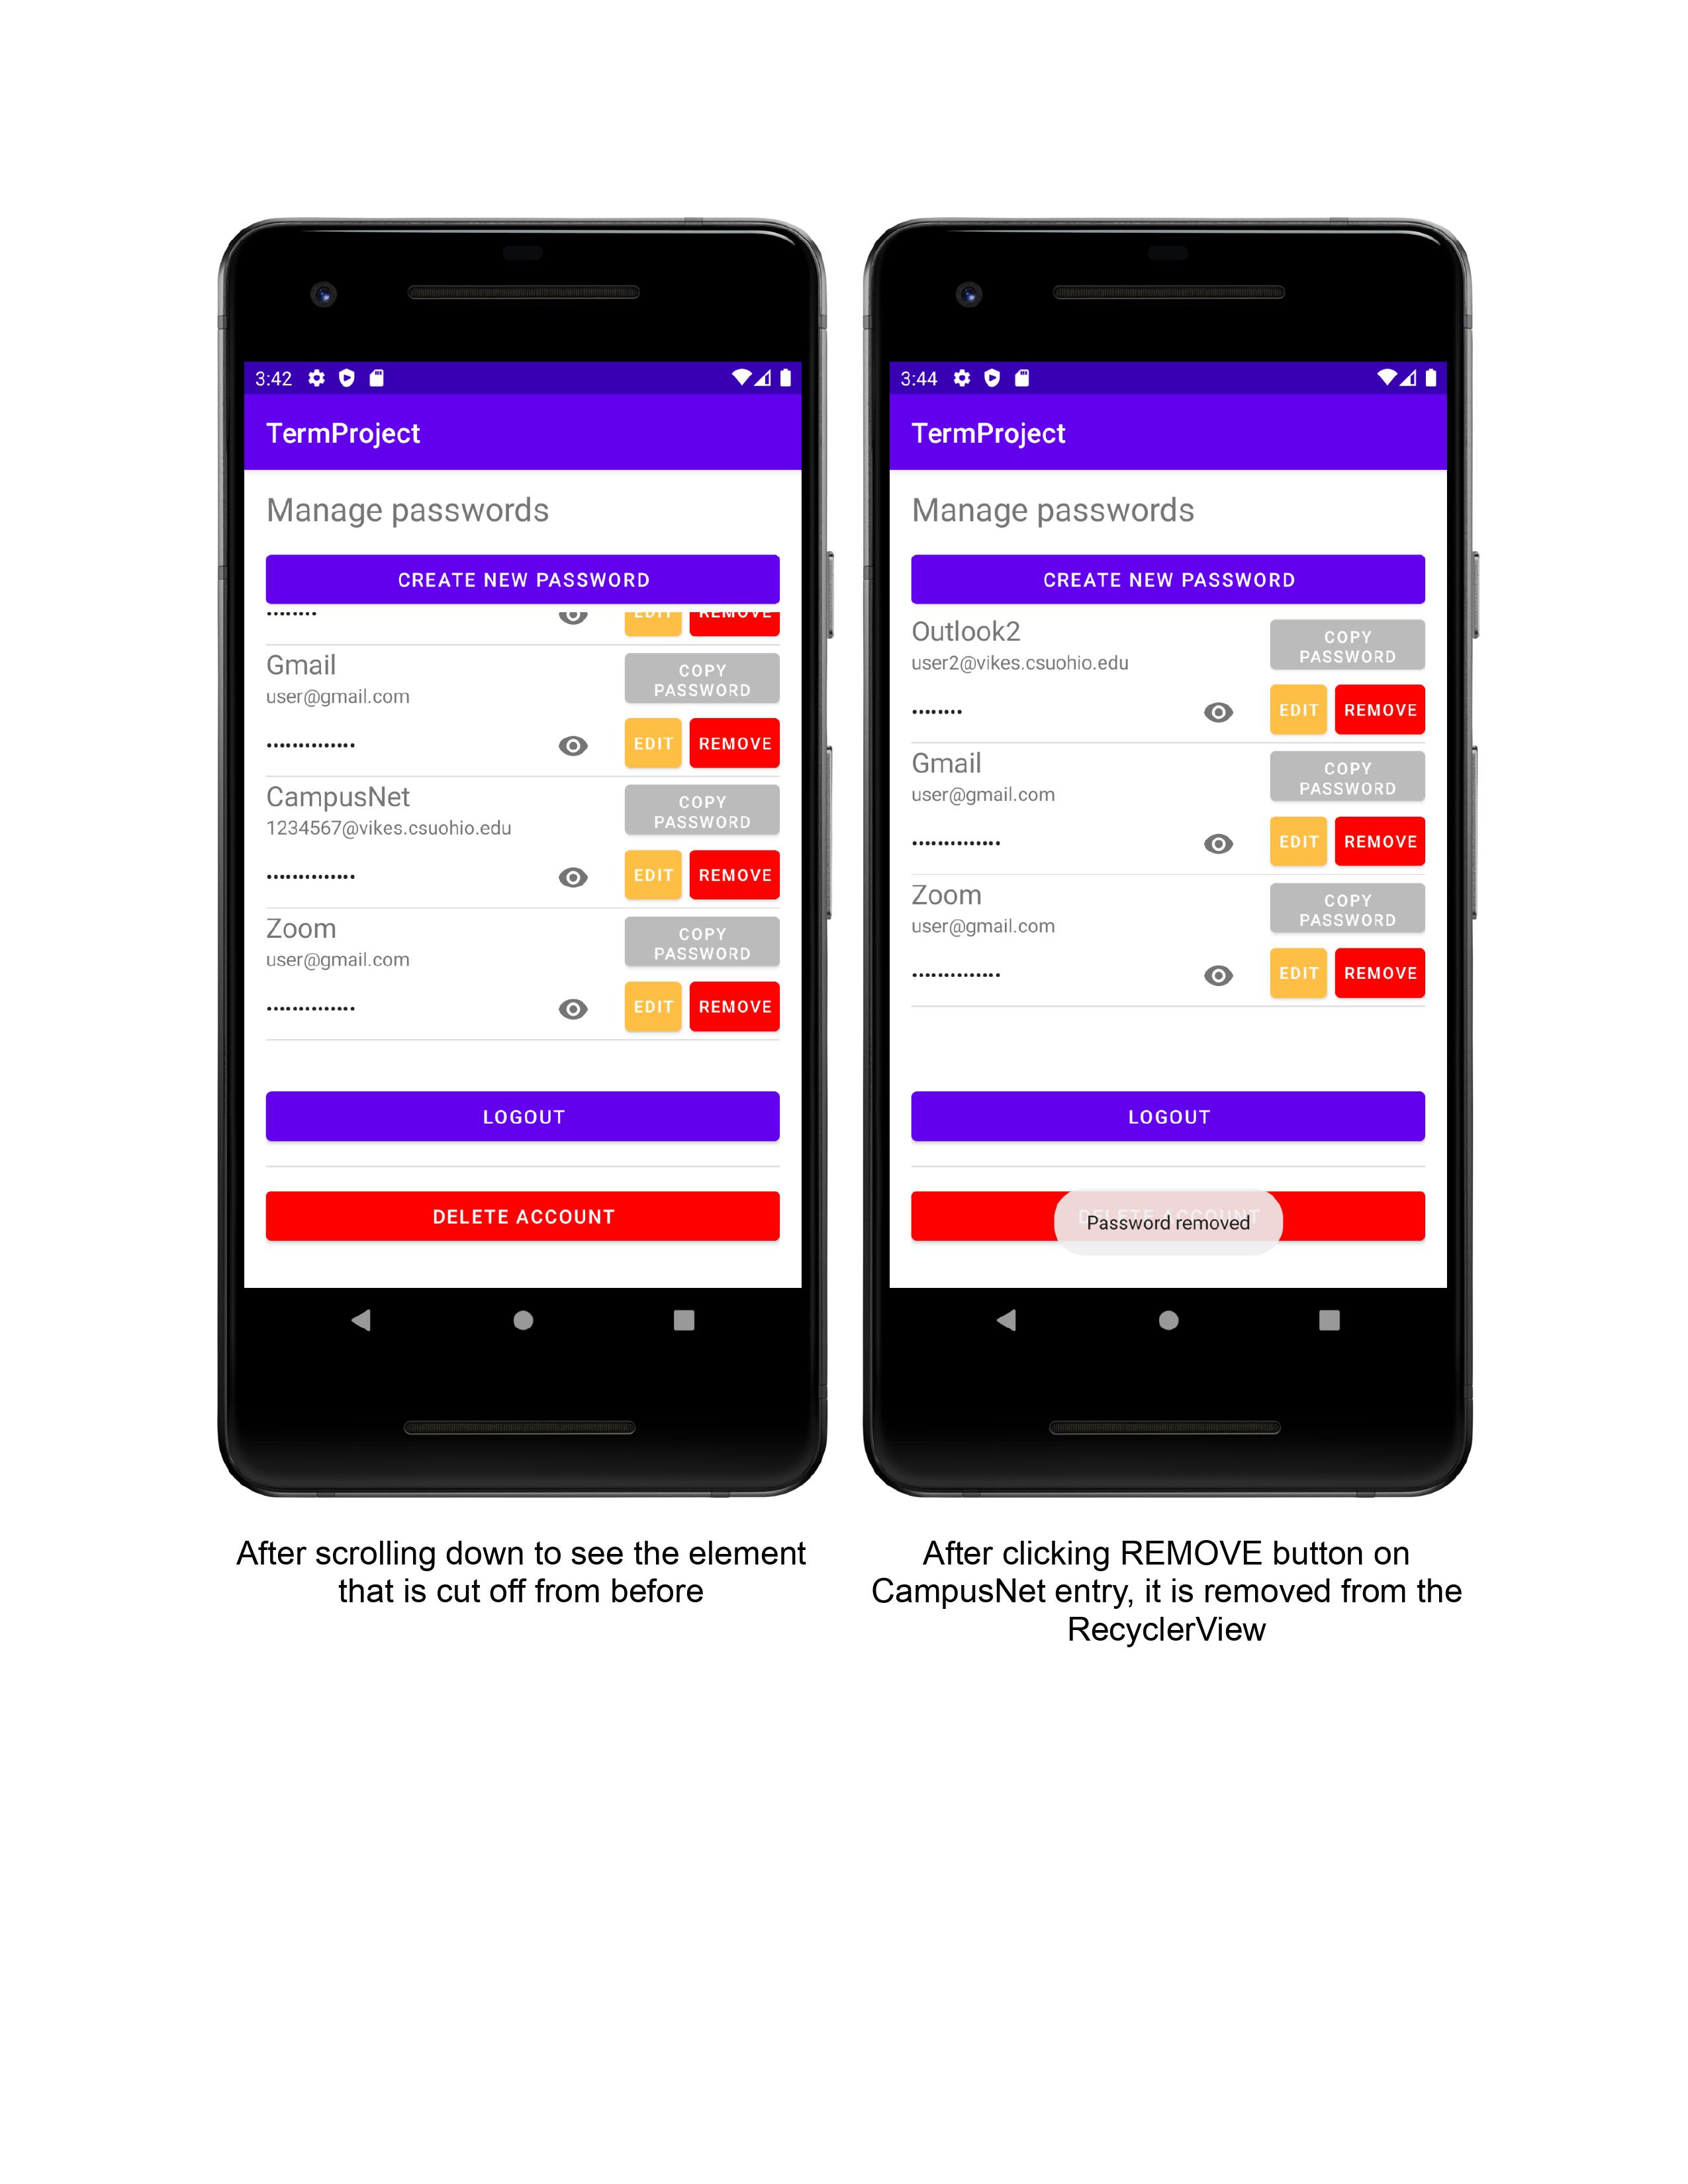 3:42
TermProject
Manage passwords
CREATE NEW PASSWORD
........
EDIT REMOVE
Gmail
user@gmail.com
COPY
PASSWORD
..............
EDIT REMOVE
CampusNet
1234567@vikes.csuohio.edu
COPY
PASSWORD
..............
EDIT REMOVE
Zoom
user@gmail.com
COPY
PASSWORD
..............
EDIT REMOVE
LOGOUT
DELETE ACCOUNT
After scrolling down to see the element
that is cut off from before
3:44
TermProject
Manage passwords
CREATE NEW PASSWORD
Outlook2
user2@vikes.csuohio.edu
COPY
PASSWORD
........
EDIT REMOVE
Gmail
user@gmail.com
COPY
PASSWORD
..............
EDIT REMOVE
Zoom
user@gmail.com
COPY
PASSWORD
..............
EDIT REMOVE
LOGOUT
DELETE ACCOUNT
Password removed
After clicking REMOVE button on
CampusNet entry, it is removed from the
RecyclerView